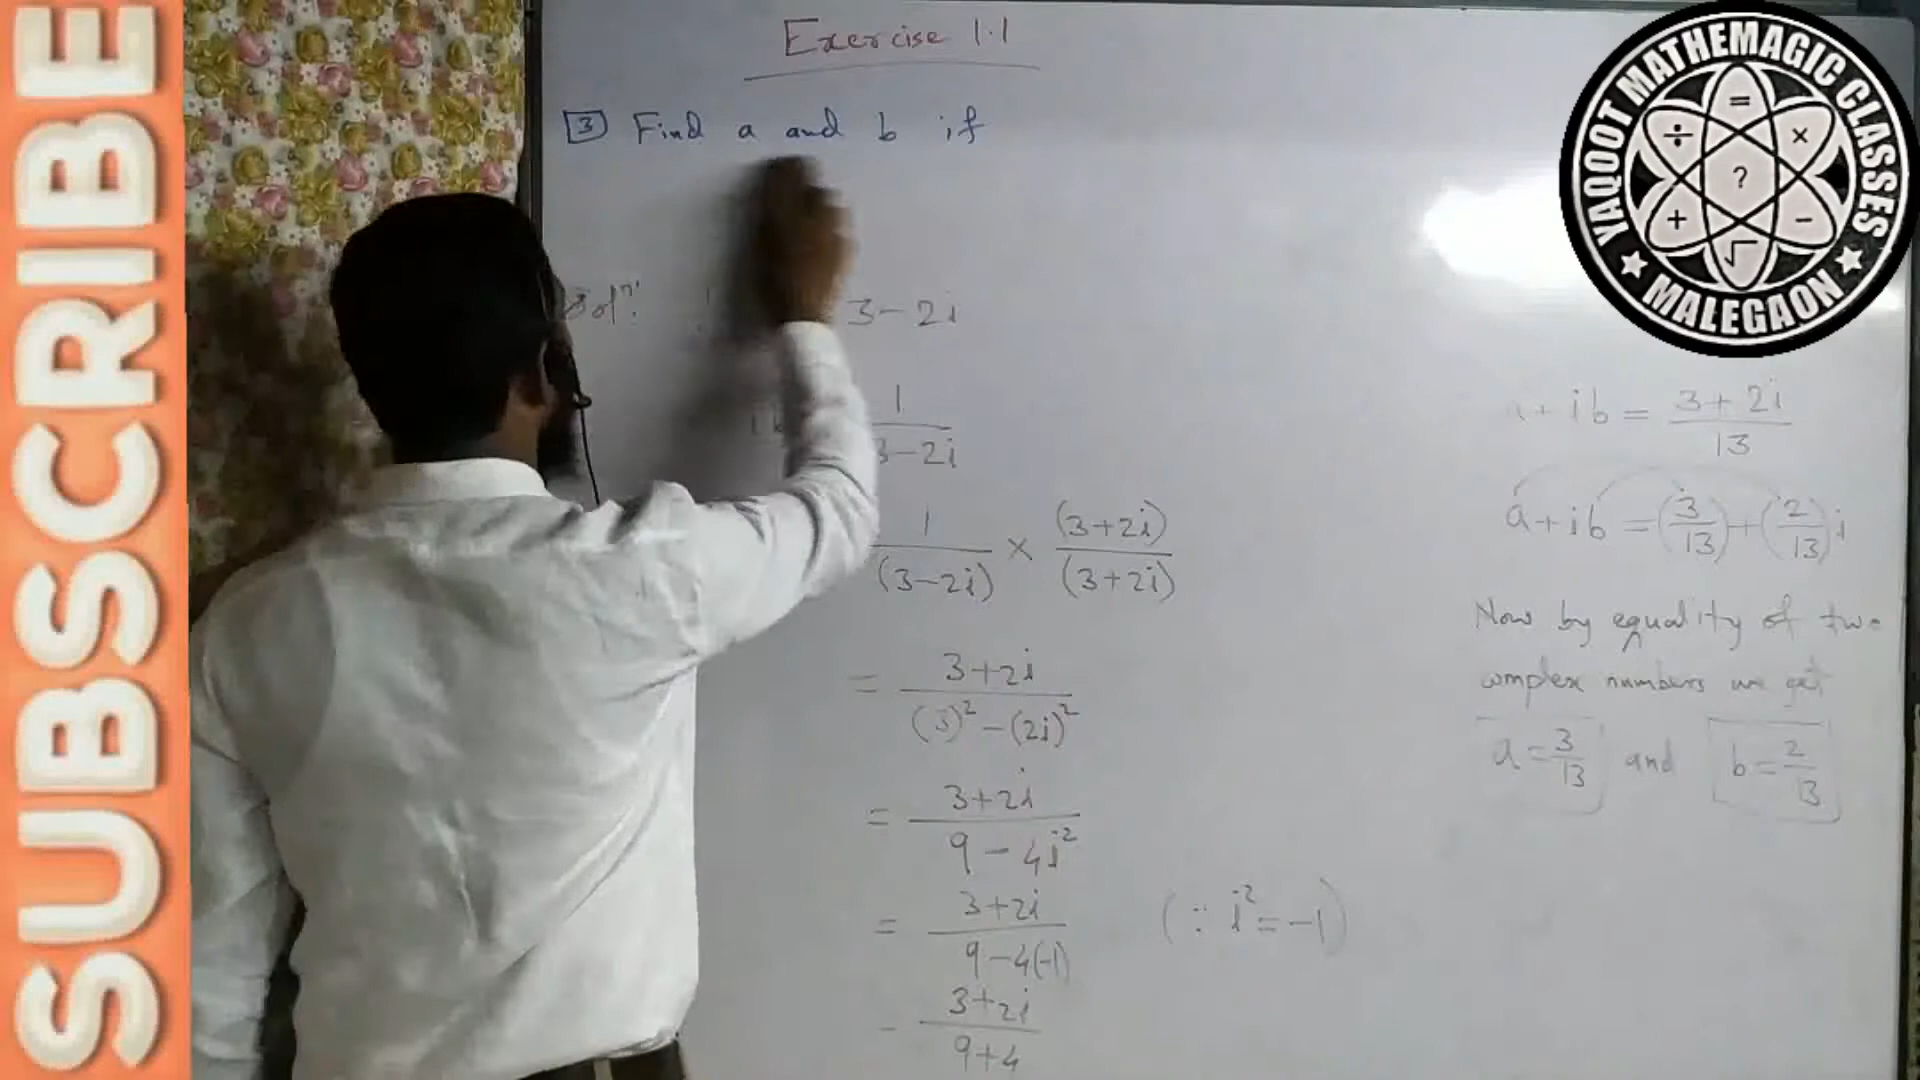 SUBSCRIBE
Exercise 1.1
3 Find a and b if
Solⁿ: 3-2i
1
3-2i
1/(3-2i) × (3+2i)/(3+2i)
= 3+2i/(3)²-(2i)²
= 3+2i/9-4i²
= 3+2i/9-4(-1) (∵ i²=-1)
3+2i/9+4
a+ib = 3+2i/13
a+ib = (3/13)+(2/13)i
Now by equality of two
complex numbers we get
a=3/13 and b=2/13
YAQOOT MATHEMAGIC CLASSES
= ÷ × ? + - √
★ MALEGAON ★